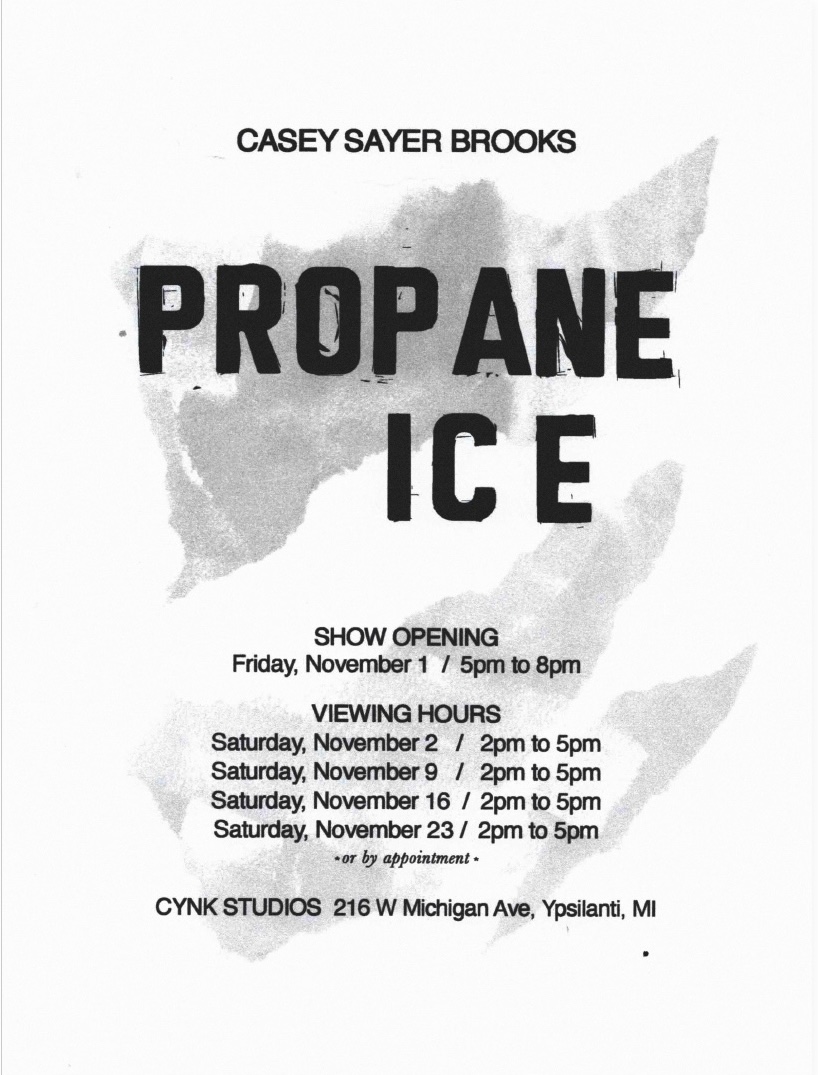 CASEY SAYER BROOKS
PROPANE
ICE
SHOW OPENING
Friday, November 1 / 5pm to 8pm
VIEWING HOURS
Saturday, November 2 / 2pm to 5pm
Saturday, November 9 / 2pm to 5pm
Saturday, November 16 / 2pm to 5pm
Saturday, November 23 / 2pm to 5pm
• or by appointment •
CYNK STUDIOS 216 W Michigan Ave, Ypsilanti, MI